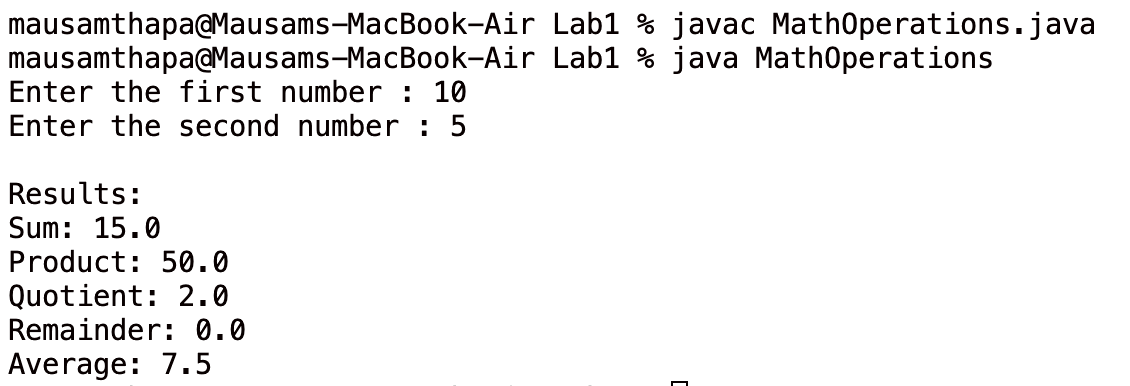 mausamthapa@Mausams-MacBook-Air Lab1 % javac MathOperations.java
mausamthapa@Mausams-MacBook-Air Lab1 % java MathOperations
Enter the first number : 10
Enter the second number : 5
Results:
Sum: 15.0
Product: 50.0
Quotient: 2.0
Remainder: 0.0
Average: 7.5